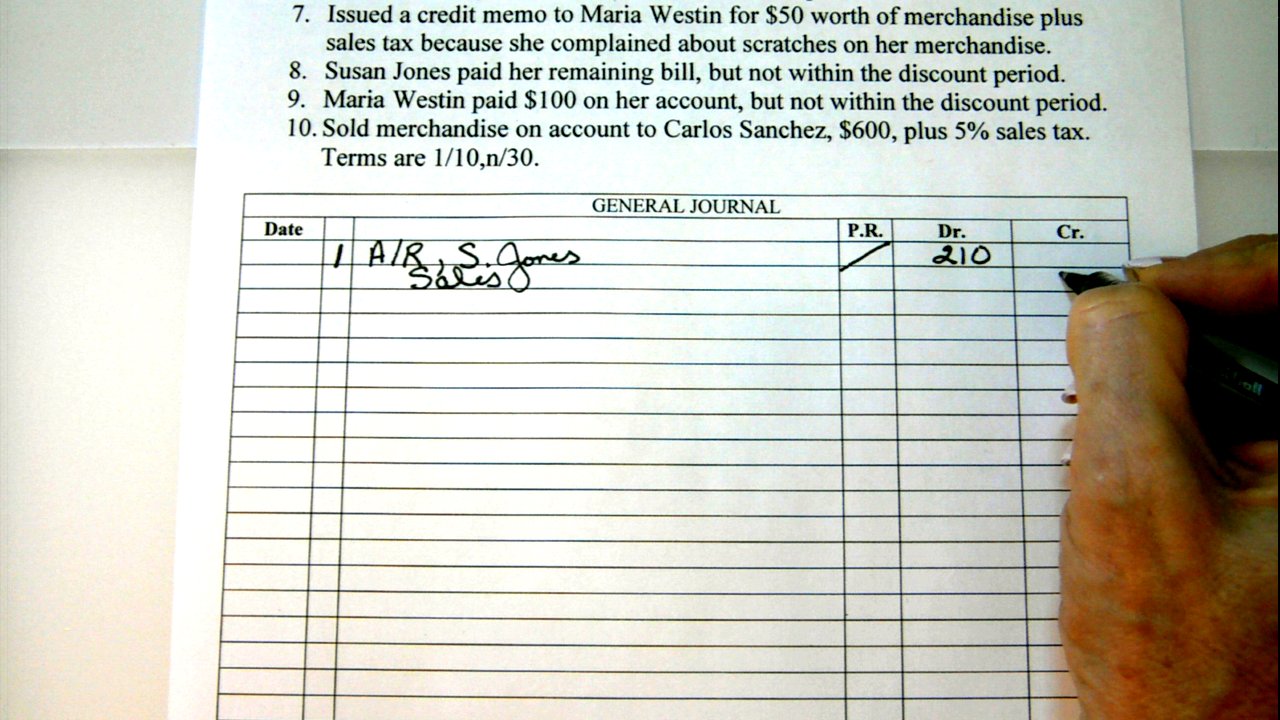 7. Issued a credit memo to Maria Westin for $50 worth of merchandise plus
sales tax because she complained about scratches on her merchandise.
8. Susan Jones paid her remaining bill, but not within the discount period.
9. Maria Westin paid $100 on her account, but not within the discount period.
10. Sold merchandise on account to Carlos Sanchez, $600, plus 5% sales tax.
Terms are 1/10,n/30.
GENERAL JOURNAL
Date P.R. Dr. Cr.
1 A/R, S. Jones 210
Sales